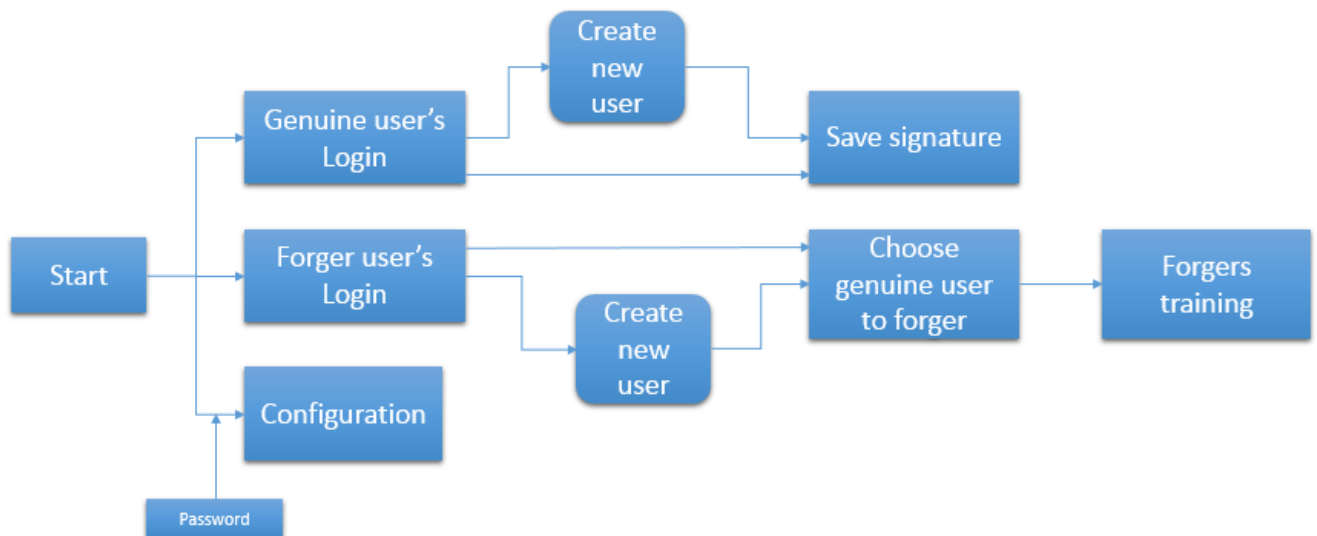 Create
new
user
Genuine user’s
Login
Save signature
Start
Forger user’s
Login
Create
new
user
Choose
genuine user
to forger
Forgers
training
Configuration
Password